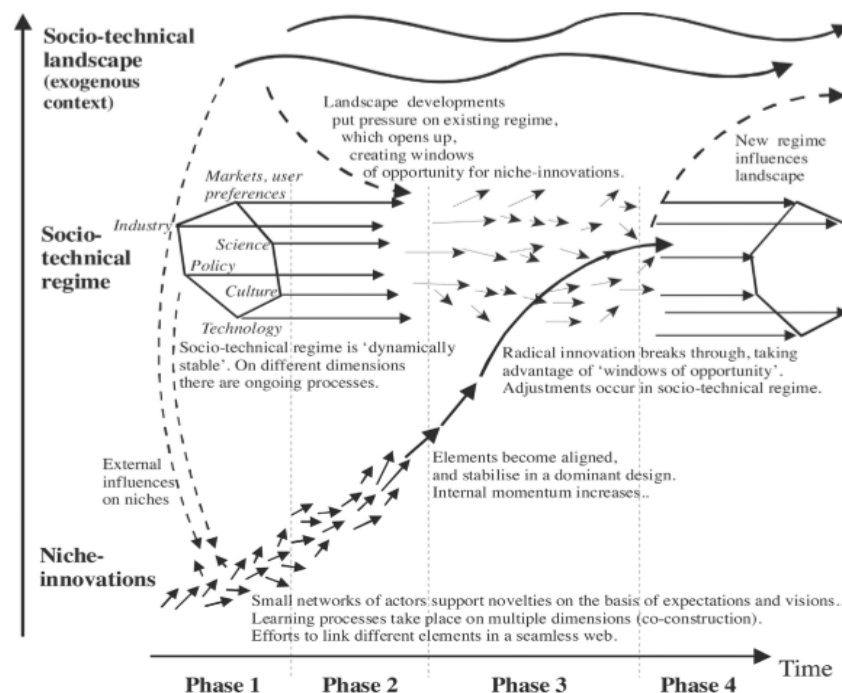 Socio-technical
landscape
(exogenous
context)
Landscape developments
put pressure on existing regime,
which opens up,
creating windows
of opportunity for niche-innovations.
New regime
influences
landscape
Markets, user
preferences
Industry
Science
Policy
Culture
Technology
Socio-
technical
regime
Socio-technical regime is ‘dynamically
stable’. On different dimensions
there are ongoing processes.
Radical innovation breaks through, taking
advantage of ‘windows of opportunity’.
Adjustments occur in socio-technical regime.
Elements become aligned,
and stabilise in a dominant design.
Internal momentum increases..
External
influences
on niches
Niche-
innovations
Small networks of actors support novelties on the basis of expectations and visions..
Learning processes take place on multiple dimensions (co-construction).
Efforts to link different elements in a seamless web.
Time
Phase 1
Phase 2
Phase 3
Phase 4